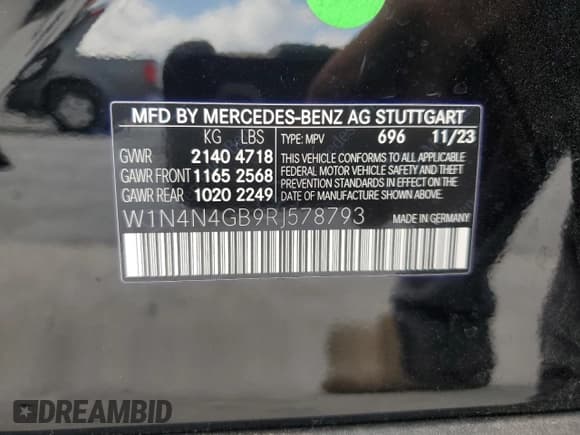 MFD BY MERCEDES-BENZ AG STUTTGART
KG LBS TYPE: MPV 696 11/23
GVWR 2140 4718 THIS VEHICLE CONFORMS TO ALL APPLICABLE
GAWR FRONT 1165 2568 FEDERAL MOTOR VEHICLE SAFETY AND THEFT
GAWR REAR 1020 2249 PREVENTION STANDARDS IN EFFECT ON THE
DATE OF MANUFACTURE SHOWN ABOVE.
W1N4N4GB9RJ578793 MADE IN GERMANY
DREAMBID